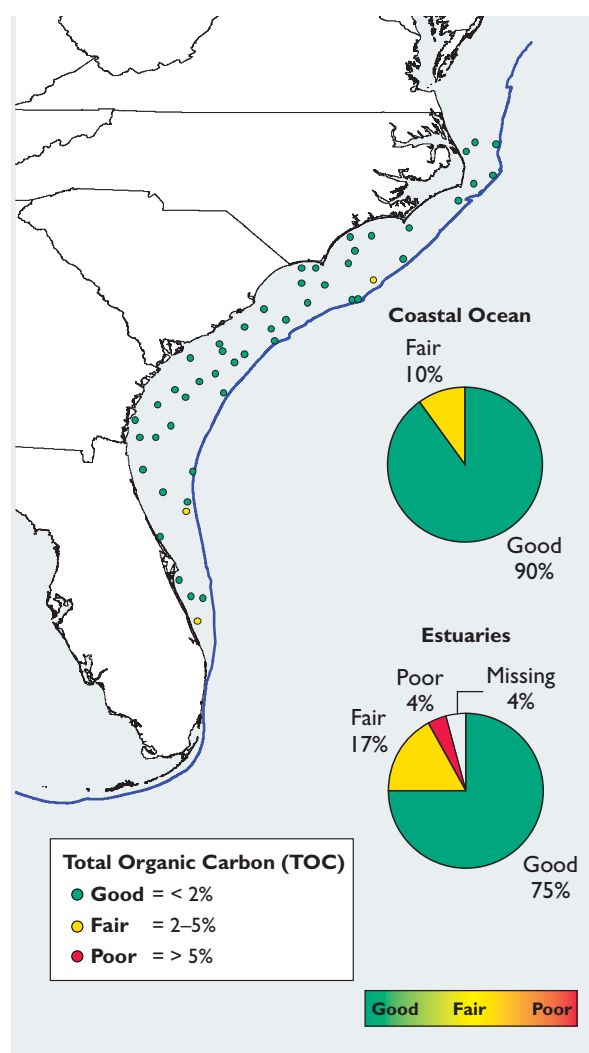 Coastal Ocean
Fair
10%
Good
90%
Estuaries
Poor
4%
Missing
4%
Fair
17%
Good
75%
Total Organic Carbon (TOC)
Good = < 2%
Fair = 2–5%
Poor = > 5%
Good Fair Poor